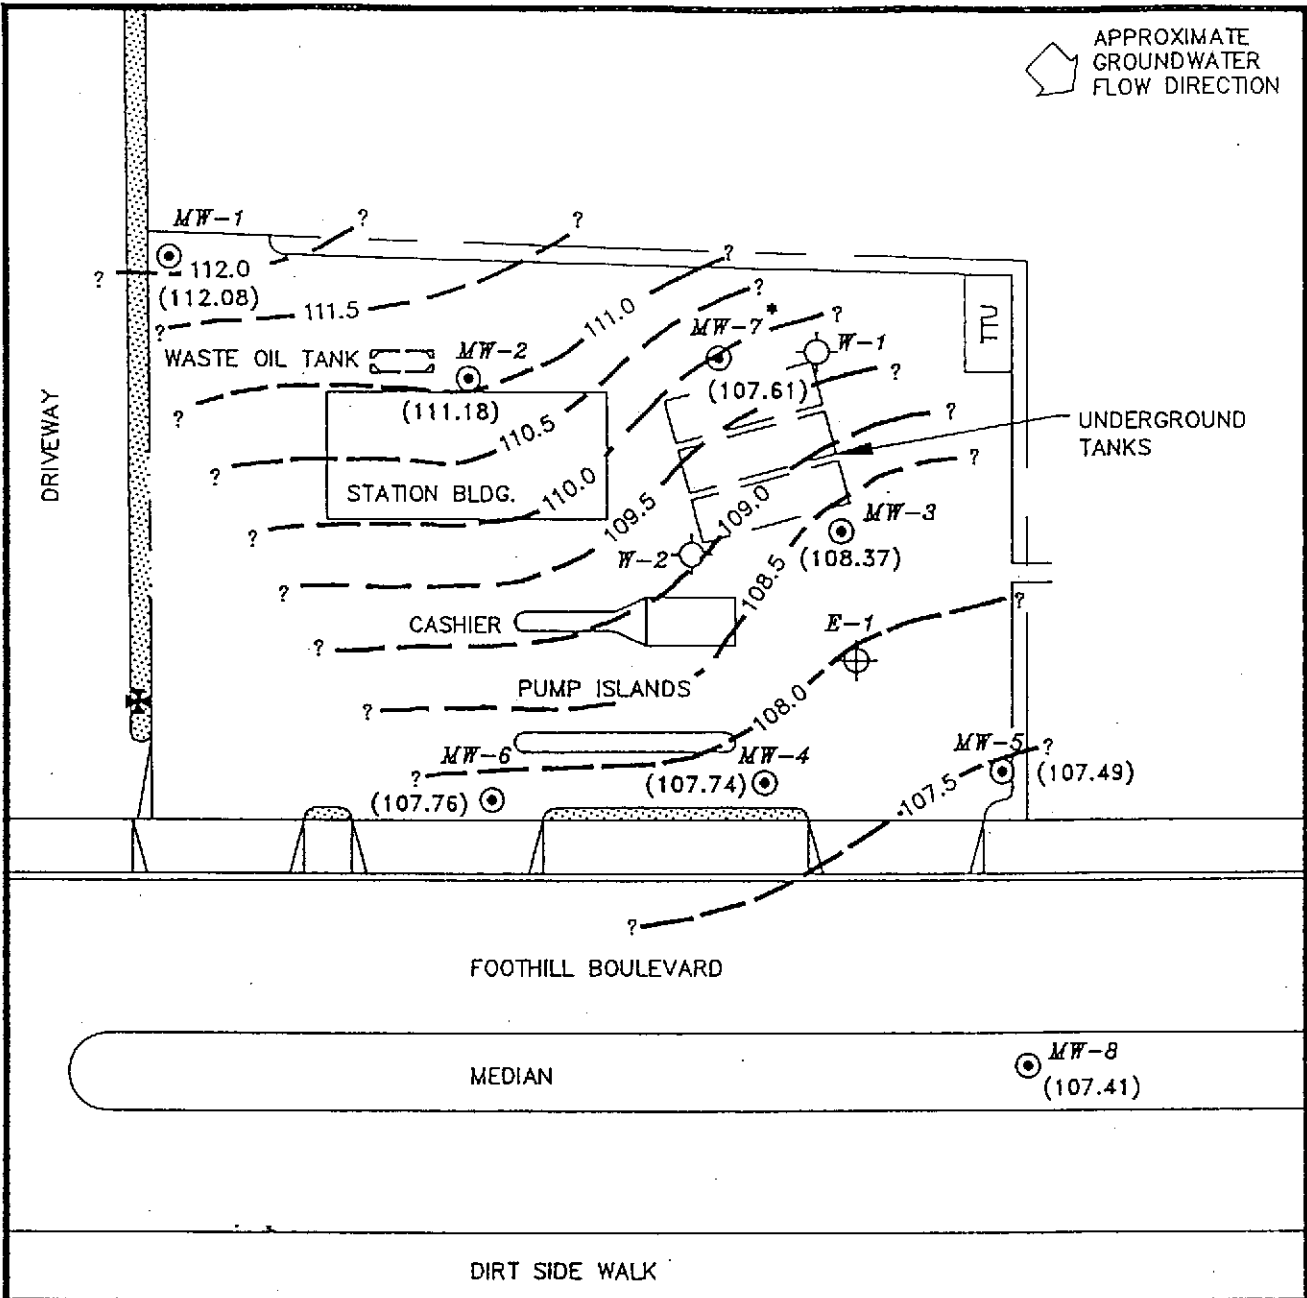 APPROXIMATE
GROUNDWATER
FLOW DIRECTION
MW-1
?
?
?
?
112.0
(112.08)
?
111.5
?
111.0
?
MW-7 *
?
W-1
TTU
WASTE OIL TANK
MW-2
(107.61)
?
(111.18)
?
?
UNDERGROUND
TANKS
DRIVEWAY
110.5
?
?
STATION BLDG.
110.0
109.5
109.0
MW-3
?
W-2
(108.37)
?
108.5
?
CASHIER
E-1
?
PUMP ISLANDS
?
108.0
MW-6
MW-4
MW-5
?
?
(107.76)
(107.74)
107.5
(107.49)
?
FOOTHILL BOULEVARD
MW-8
MEDIAN
(107.41)
DIRT SIDE WALK